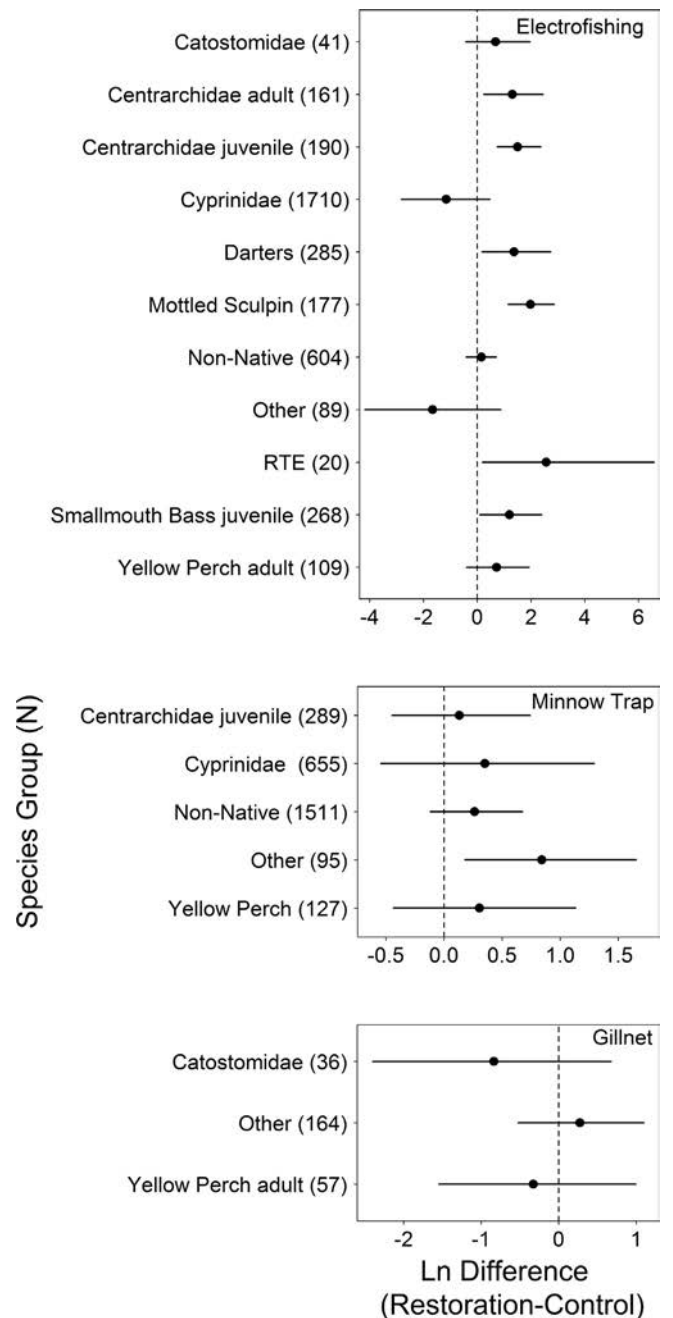 Electrofishing
Catostomidae (41)
Centrarchidae adult (161)
Centrarchidae juvenile (190)
Cyprinidae (1710)
Darters (285)
Mottled Sculpin (177)
Non-Native (604)
Other (89)
RTE (20)
Smallmouth Bass juvenile (268)
Yellow Perch adult (109)
-4 -2 0 2 4 6
Species Group (N)
Minnow Trap
Centrarchidae juvenile (289)
Cyprinidae (655)
Non-Native (1511)
Other (95)
Yellow Perch (127)
-0.5 0.0 0.5 1.0 1.5
Gillnet
Catostomidae (36)
Other (164)
Yellow Perch adult (57)
-2 -1 0 1
Ln Difference
(Restoration-Control)